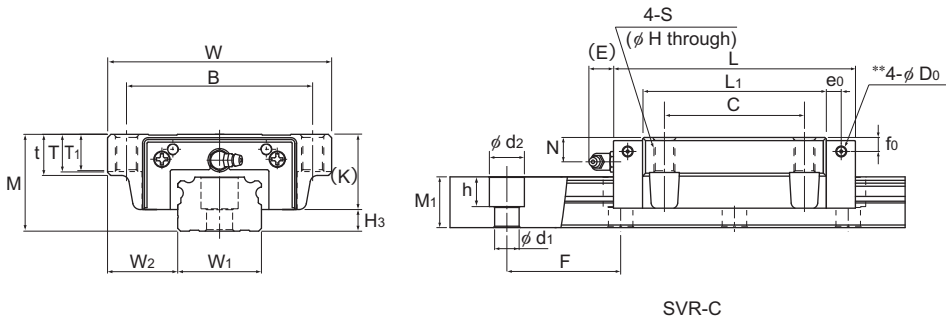 4-S
(φ H through)
(E)
L
L1
e0
**4-φ D0
C
N
f0
φ d2
h
M1
φ d1
F
W
B
t
T
T1
M
(K)
H3
W2
W1
SVR-C